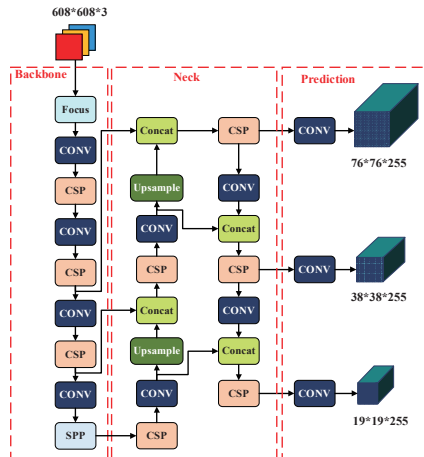 608*608*3
Backbone
Neck
Prediction
Focus
CONV
CSP
CONV
CSP
CONV
CSP
CONV
SPP
Concat
Upsample
CONV
CSP
Concat
Upsample
CONV
CSP
CSP
CONV
Concat
CSP
CONV
Concat
CSP
CONV
76*76*255
CONV
38*38*255
CONV
19*19*255